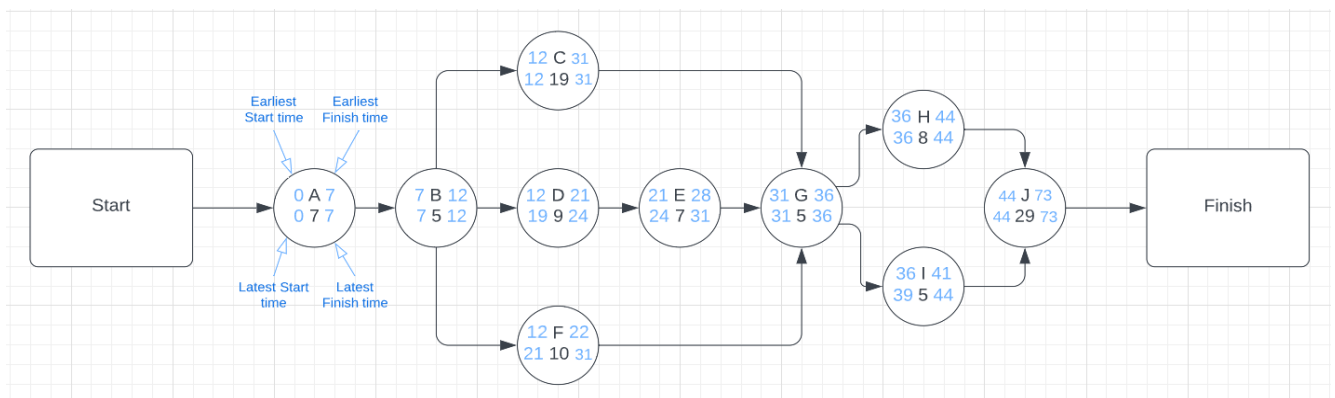 Start
Earliest
Start time
Earliest
Finish time
0 A 7
0 7 7
Latest Start
time
Latest
Finish time
7 B 12
7 5 12
12 C 31
12 19 31
12 D 21
19 9 24
12 F 22
21 10 31
21 E 28
24 7 31
31 G 36
31 5 36
36 H 44
36 8 44
36 I 41
39 5 44
44 J 73
44 29 73
Finish